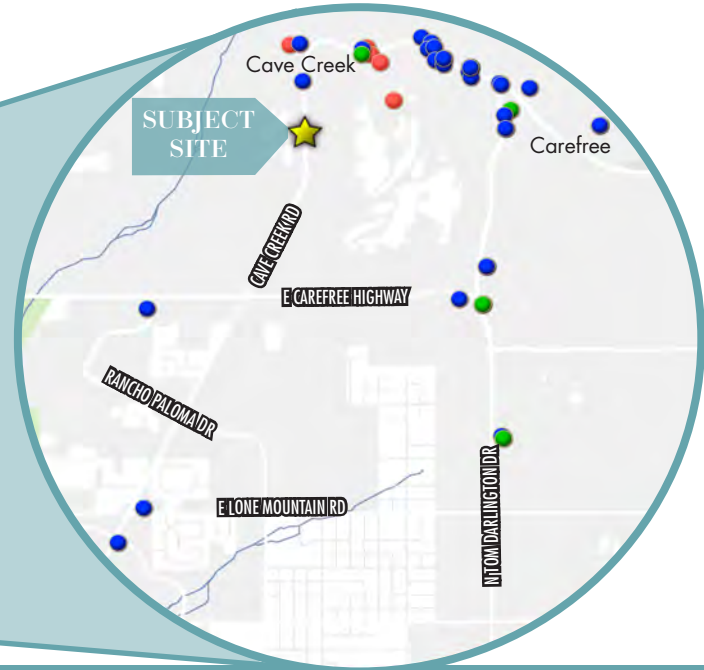 Cave Creek
SUBJECT
SITE
Carefree
CAVE CREEK RD
E CAREFREE HIGHWAY
RANCHO PALOMA DR
E LONE MOUNTAIN RD
N TOM DARLINGTON DR